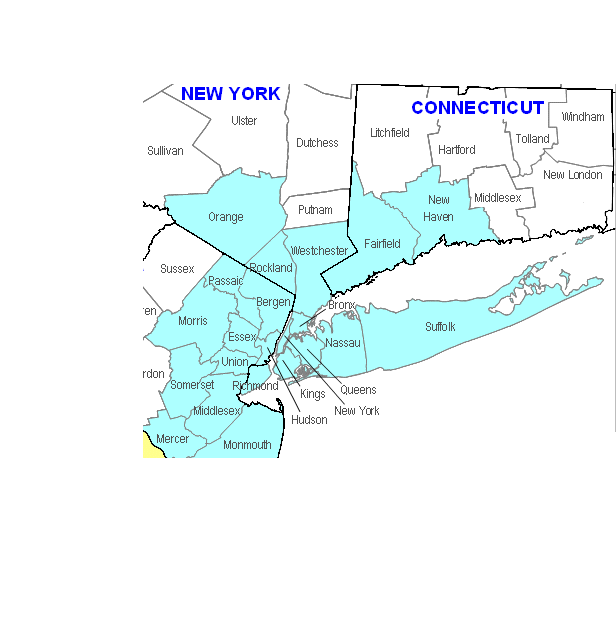 NEW YORK
CONNECTICUT
Windham
Ulster
Litchfield
Tolland
Dutchess
Hartford
Sullivan
New London
Middlesex
New
Haven
Putnam
Orange
Fairfield
Westchester
Sussex
Rockland
Passaic
Bergen
Bronx
ren
Morris
Suffolk
Essex
Nassau
Union
rdon
Somerset
Richmond
Queens
Kings
Middlesex
New York
Hudson
Mercer
Monmouth